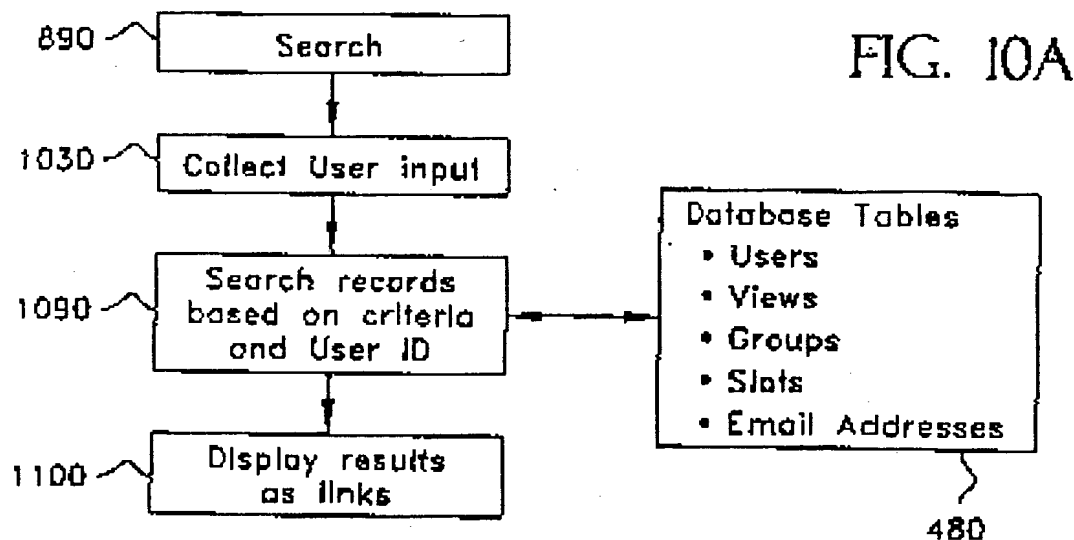 FIG. 10A
890
Search
1030
Collect User input
1090
Search records
based on criteria
and User ID
Database Tables
• Users
• Views
• Groups
• Slots
• Email Addresses
480
1100
Display results
as links